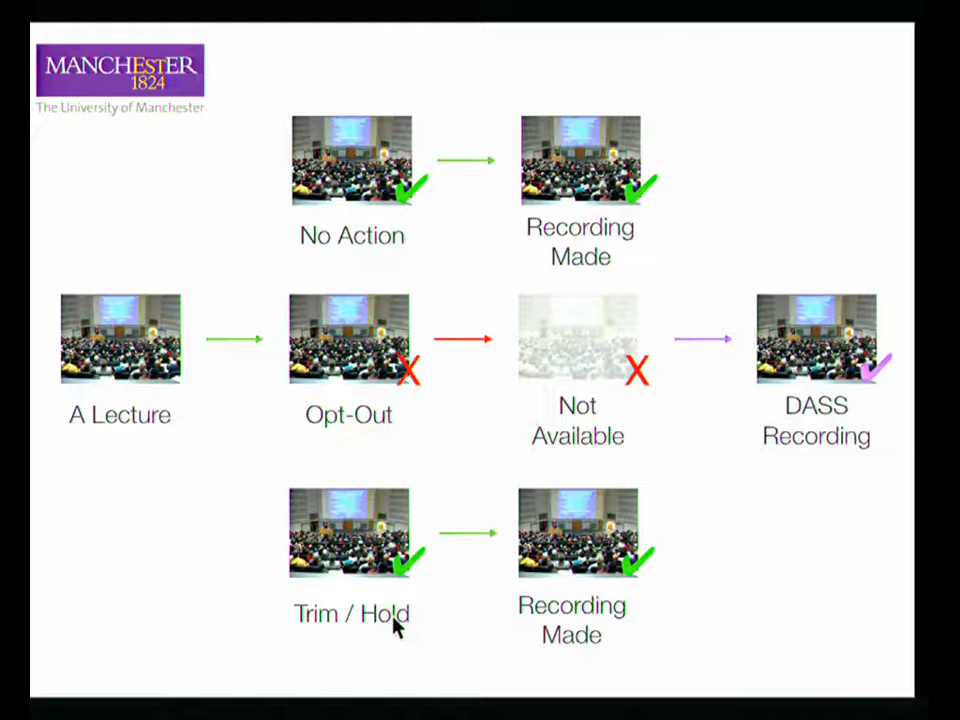 MANCHESTER
1824
The University of Manchester
No Action
Recording
Made
A Lecture
Opt-Out
Not
Available
DASS
Recording
Trim / Hold
Recording
Made